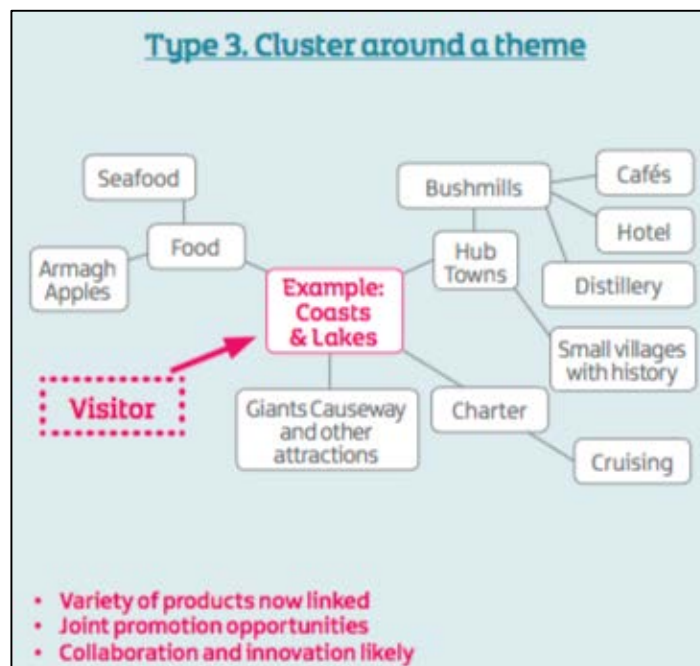 Type 3. Cluster around a theme
Seafood
Food
Armagh
Apples
Bushmills
Cafés
Hotel
Distillery
Hub
Towns
Small villages
with history
Example:
Coasts
& Lakes
Visitor
Giants Causeway
and other
attractions
Charter
Cruising
• Variety of products now linked
• Joint promotion opportunities
• Collaboration and innovation likely